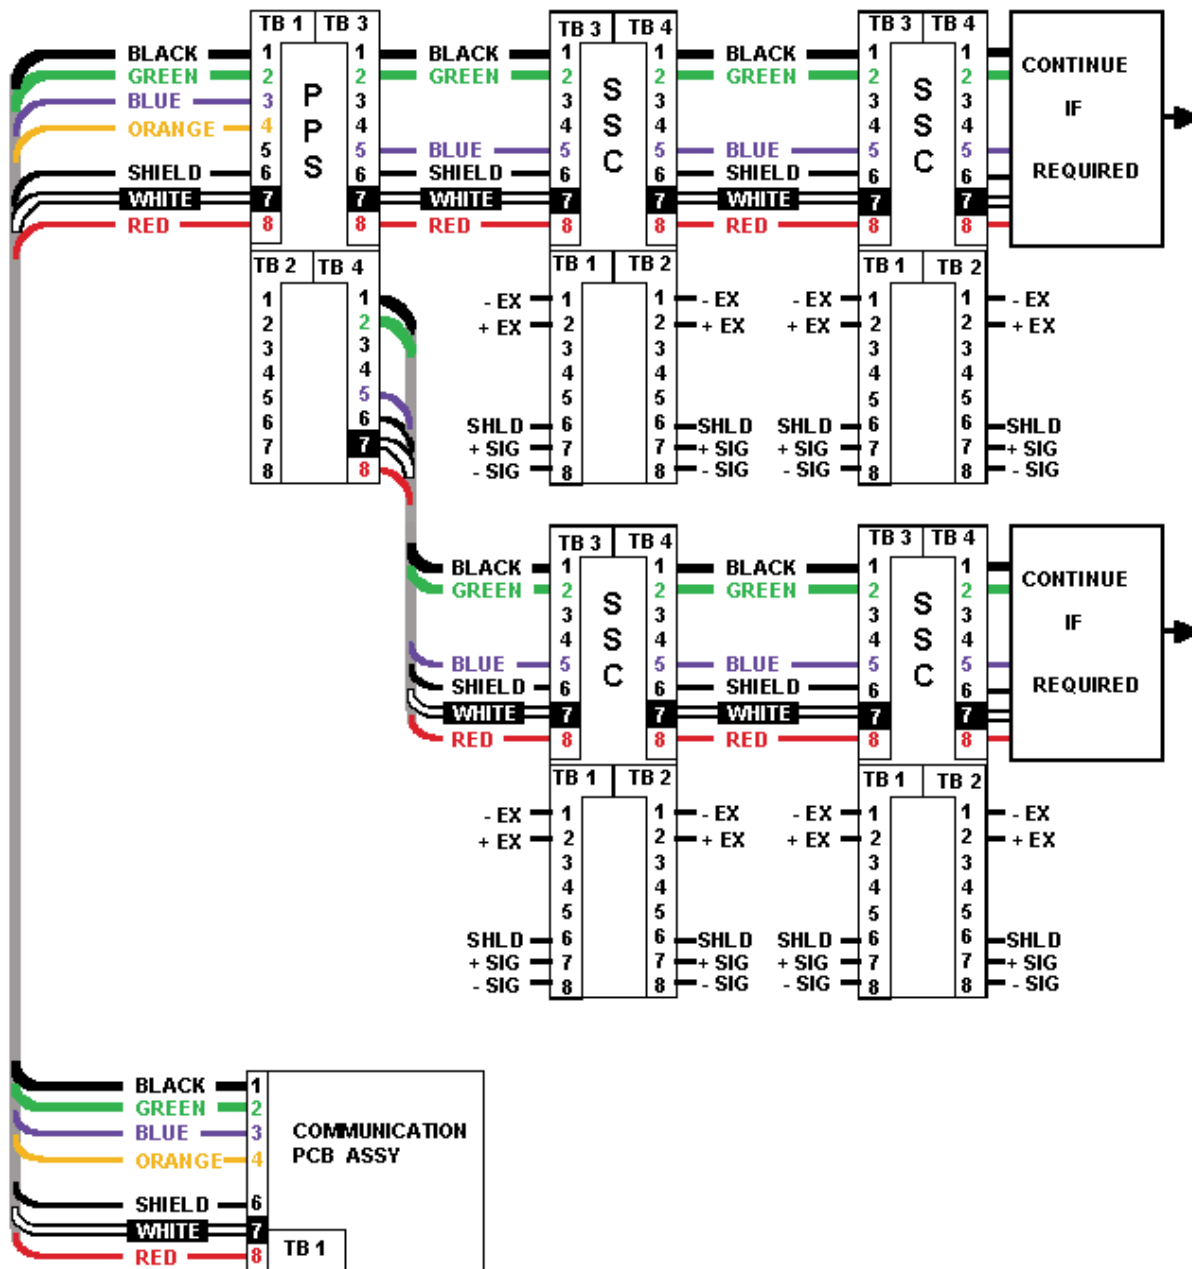 TB 1 TB 3 TB 3 TB 4 TB 3 TB 4
1 BLACK 1 1 BLACK 1 1 BLACK 1 1
BLACK
GREEN 2 2 GREEN 2 2 GREEN 2 2
BLUE 3 3 3 3 3 3
ORANGE 4 4 4 4 4 4
5 5 BLUE 5 5 BLUE 5 5
SHIELD 6 6 SHIELD 6 6 SHIELD 6 6
WHITE 7 7 WHITE 7 7 WHITE 7 7
RED 8 8 RED 8 8 RED 8 8
PPS
SSC
SSC
CONTINUE
IF
REQUIRED
TB 2 TB 4 TB 1 TB 2 TB 1 TB 2
1 1 - EX 1 1 - EX - EX 1 1 - EX
2 2 + EX 2 2 + EX + EX 2 2 + EX
3 3 3 3 3 3
4 4 4 4 4 4
5 5 5 5 5 5
6 6 SHLD 6 6 SHLD SHLD 6 6 SHLD
7 7 + SIG 7 7 + SIG + SIG 7 7 + SIG
8 8 - SIG 8 8 - SIG - SIG 8 8 - SIG
TB 3 TB 4 TB 3 TB 4
BLACK 1 1 BLACK 1 1
GREEN 2 2 GREEN 2 2
3 3 3 3
4 4 4 4
BLUE 5 5 BLUE 5 5
SHIELD 6 6 SHIELD 6 6
WHITE 7 7 WHITE 7 7
RED 8 8 RED 8 8
SSC
SSC
CONTINUE
IF
REQUIRED
TB 1 TB 2 TB 1 TB 2
- EX 1 1 - EX - EX 1 1 - EX
+ EX 2 2 + EX + EX 2 2 + EX
3 3 3 3
4 4 4 4
5 5 5 5
SHLD 6 6 SHLD SHLD 6 6 SHLD
+ SIG 7 7 + SIG + SIG 7 7 + SIG
- SIG 8 8 - SIG - SIG 8 8 - SIG
BLACK 1
GREEN 2
BLUE 3
ORANGE 4
SHIELD 6
WHITE 7
RED 8
COMMUNICATION
PCB ASSY
TB 1